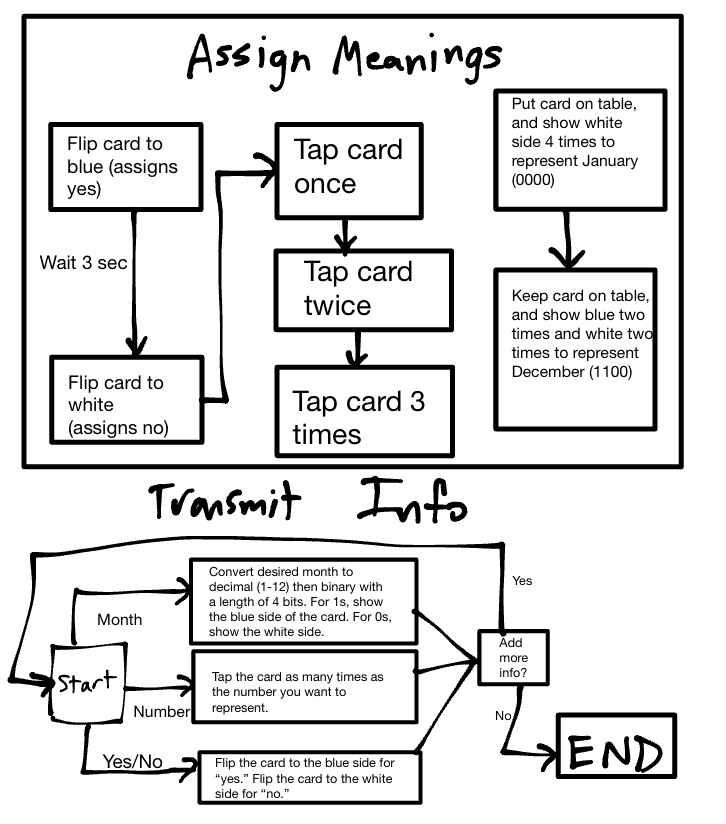 Assign Meanings
Flip card to
blue (assigns
yes)
Wait 3 sec
Flip card to
white
(assigns no)
Tap card
once
Tap card
twice
Tap card 3
times
Put card on table,
and show white
side 4 times to
represent January
(0000)
Keep card on table,
and show blue two
times and white two
times to represent
December (1100)
Transmit Info
Start
Month
Convert desired month to
decimal (1-12) then binary with
a length of 4 bits. For 1s, show
the blue side of the card. For 0s,
show the white side.
Number
Tap the card as many times as
the number you want to
represent.
Yes/No
Flip the card to the blue side for
“yes.” Flip the card to the white
side for “no.”
Add
more
info?
Yes
No
END